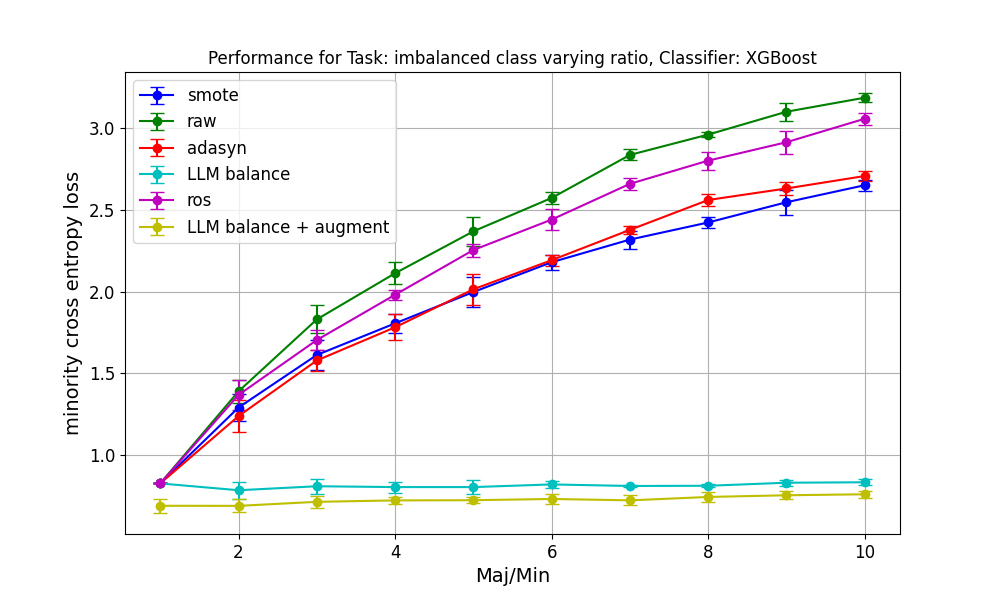 Performance for Task: imbalanced class varying ratio, Classifier: XGBoost
smote
raw
adasyn
LLM balance
ros
LLM balance + augment
minority cross entropy loss
3.0
2.5
2.0
1.5
1.0
2 4 6 8 10
Maj/Min